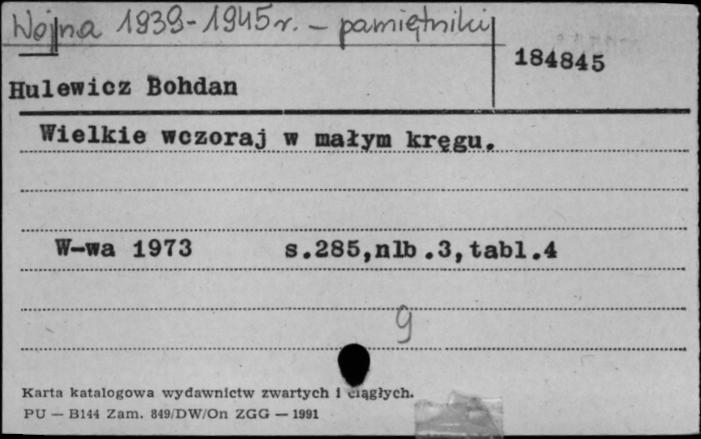 Wojna 1939-1945 r. - pamiętniki
184845
Hulewicz Bohdan
Wielkie wczoraj w małym kręgu.
W-wa 1973 s.285,nlb.3,tabl.4
9
Karta katalogowa wydawnictw zwartych i ciągłych.
PU — B144 Zam. 849/DW/On ZGG — 1991